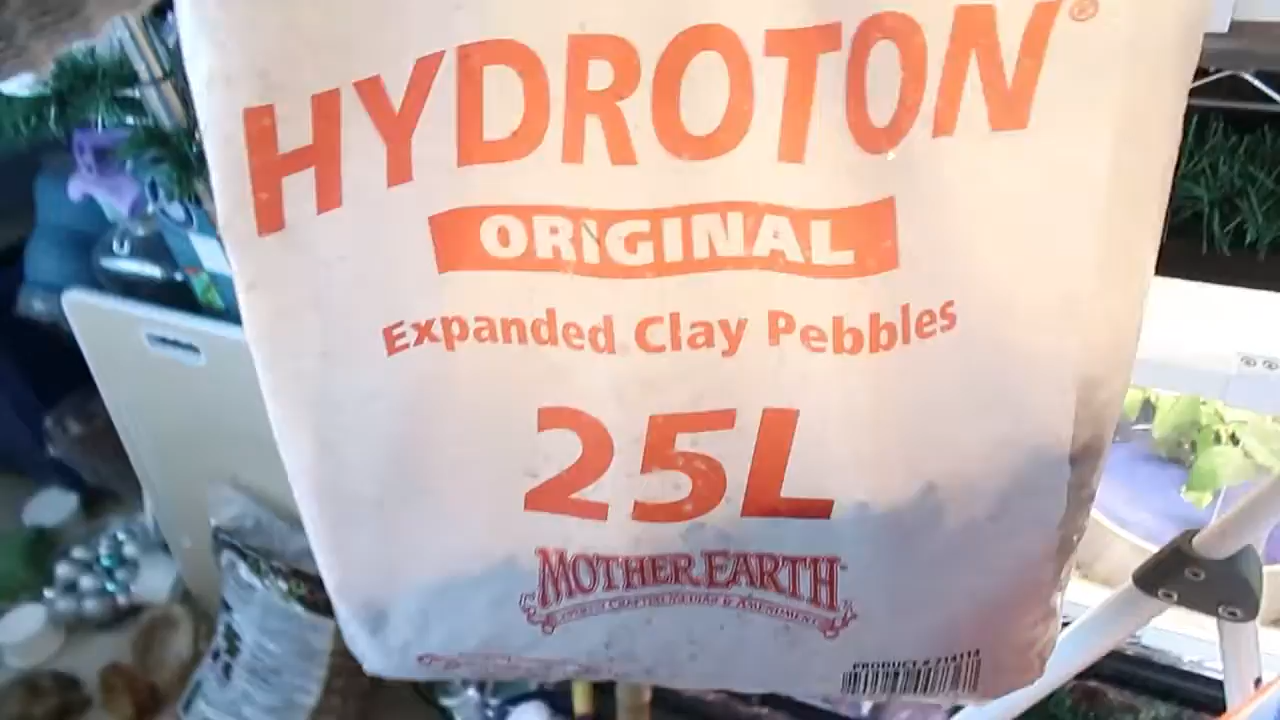 HYDROTON®
ORIGINAL
Expanded Clay Pebbles
25L
MOTHER EARTH